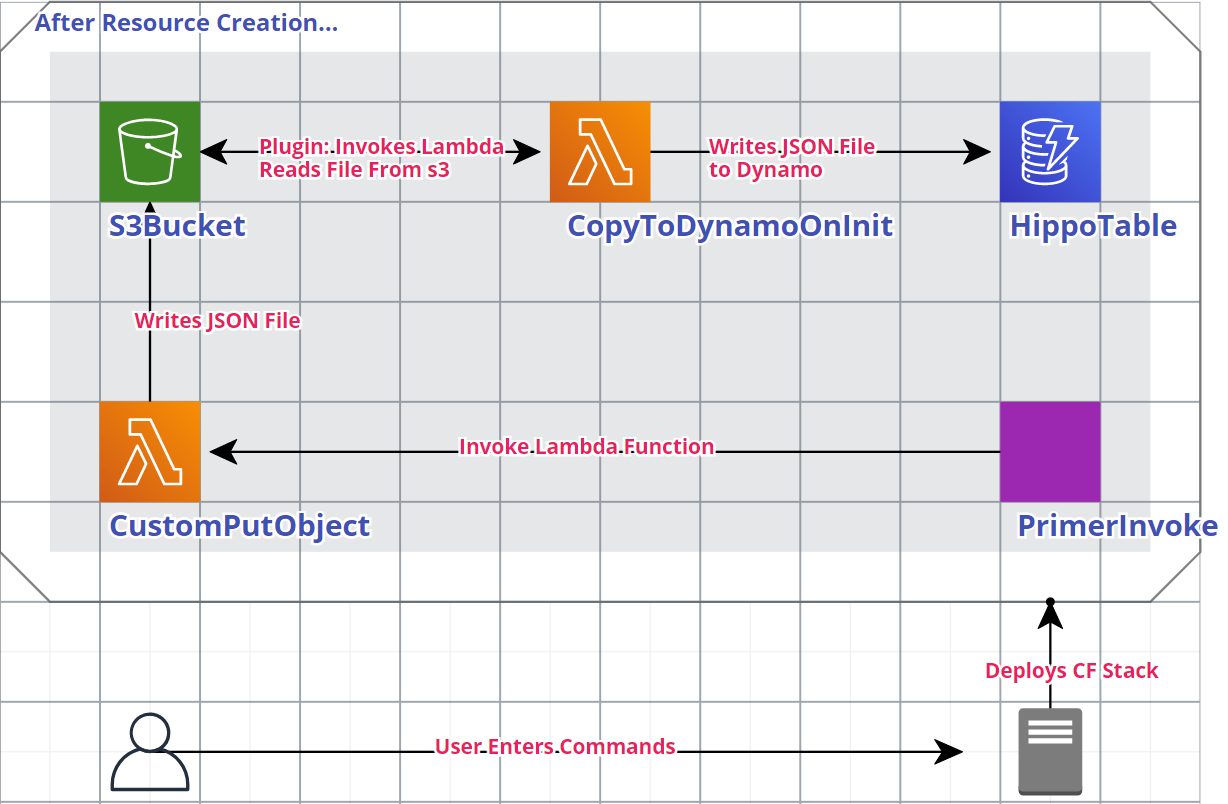 After Resource Creation...
Plugin: Invokes Lambda
Reads File From s3
Writes JSON File
to Dynamo
S3Bucket
CopyToDynamoOnInit
HippoTable
Writes JSON File
Invoke Lambda Function
CustomPutObject
PrimerInvoke
Deploys CF Stack
User Enters Commands